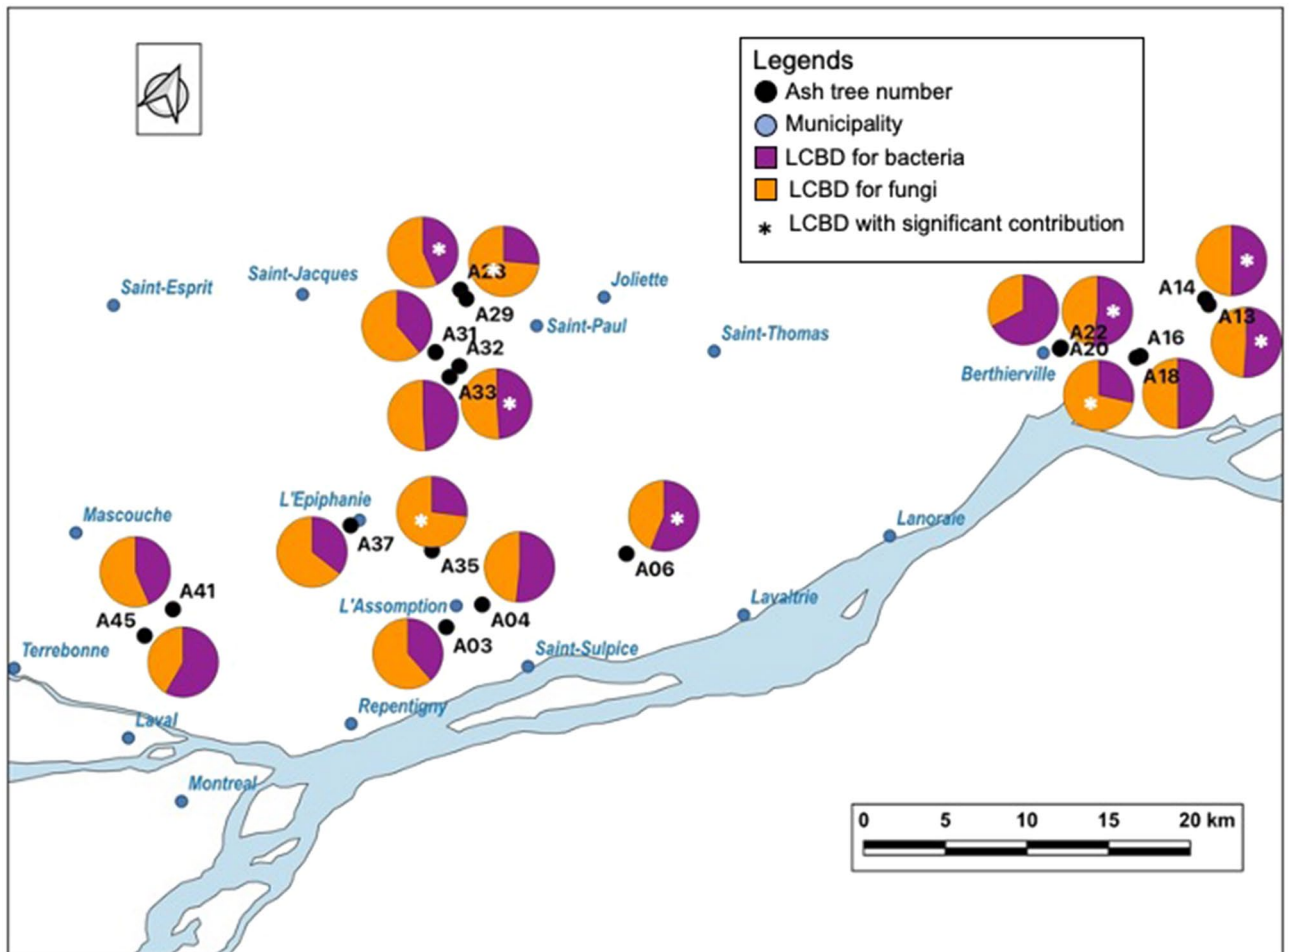 Legends
Ash tree number
Municipality
LCBD for bacteria
LCBD for fungi
* LCBD with significant contribution
Saint-Esprit
Saint-Jacques
A23
A29
Joliette
Saint-Paul
A31
A32
A33
Saint-Thomas
A14
A13
A22
A20
A16
A18
Berthierville
Mascouche
L'Epiphanie
A37
A35
A06
Lanoraie
A41
A45
L'Assomption
A04
A03
Lavaltrie
Terrebonne
Saint-Sulpice
Repentigny
Laval
Montreal
0 5 10 15 20 km